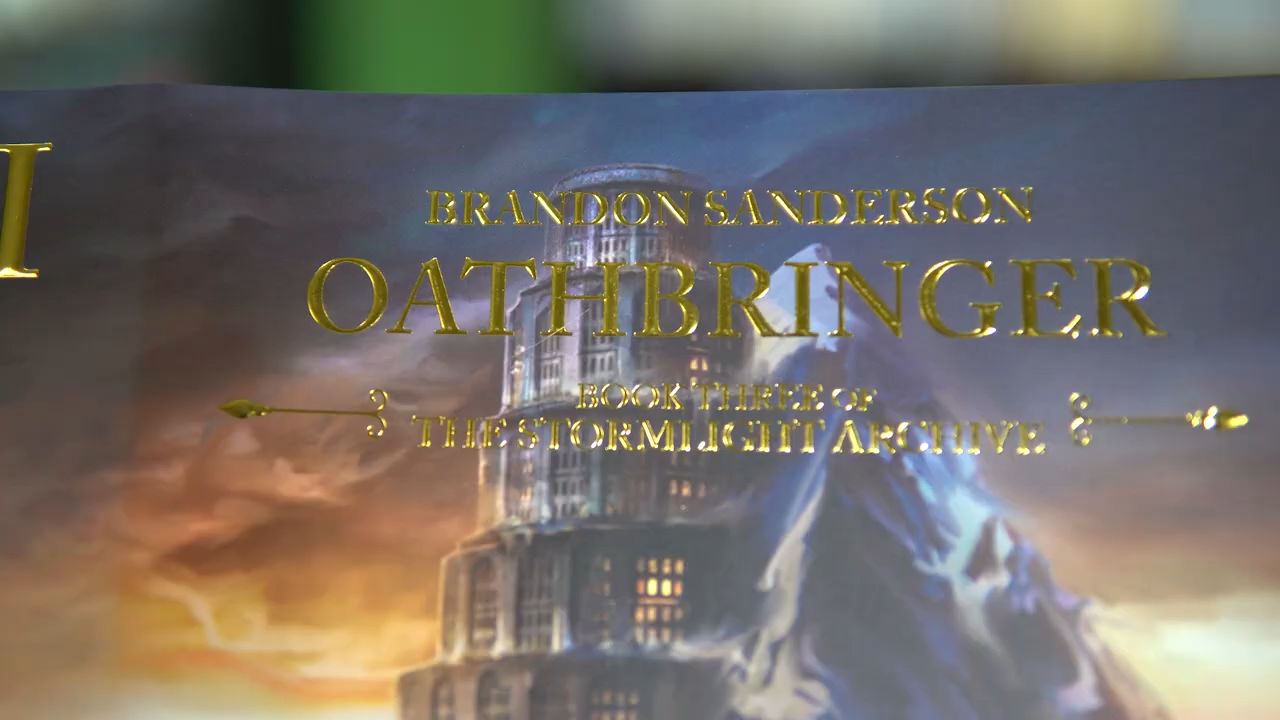 I
BRANDON SANDERSON
OATHBRINGER
BOOK THREE OF
THE STORMLIGHT ARCHIVE